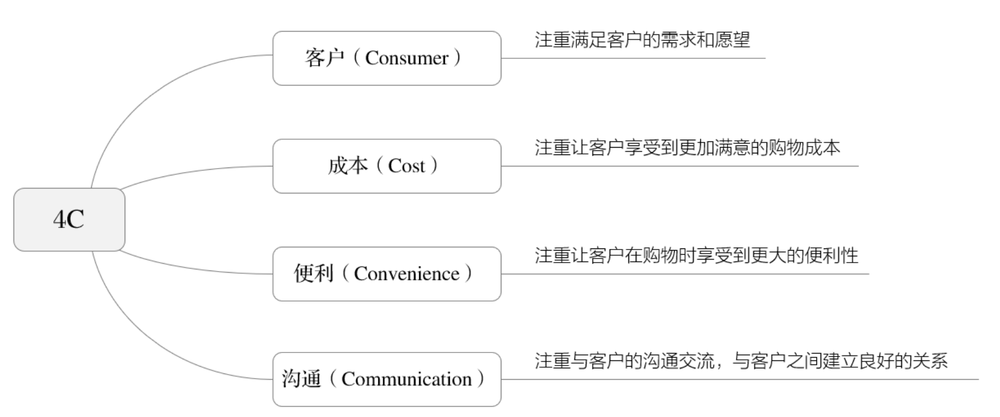 客户（Consumer）
注重满足客户的需求和愿望
成本（Cost）
注重让客户享受到更加满意的购物成本
4C
便利（Convenience）
注重让客户在购物时享受到更大的便利性
沟通（Communication）
注重与客户的沟通交流，与客户之间建立良好的关系